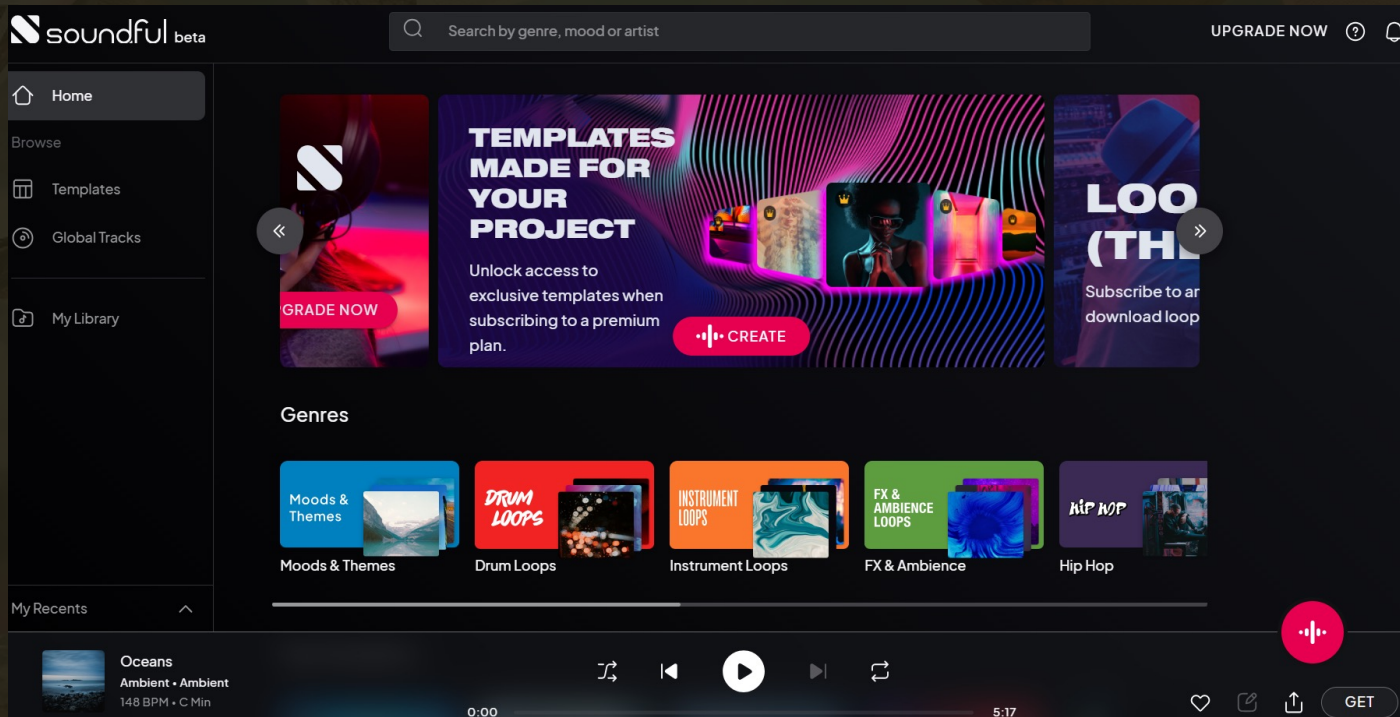 soundful beta
Search by genre, mood or artist
UPGRADE NOW
?
Home
Browse
Templates
Global Tracks
My Library
My Recents
GRADE NOW
TEMPLATES
MADE FOR
YOUR
PROJECT
Unlock access to
exclusive templates when
subscribing to a premium
plan.
CREATE
LOO
(THE
Subscribe to ar
download loop
Genres
Moods &
Themes
Moods & Themes
DRUM
LOOPS
Drum Loops
INSTRUMENT
LOOPS
Instrument Loops
FX &
AMBIENCE
LOOPS
FX & Ambience
HIP HOP
Hip Hop
Oceans
Ambient • Ambient
148 BPM • C Min
0:00
5:17
GET